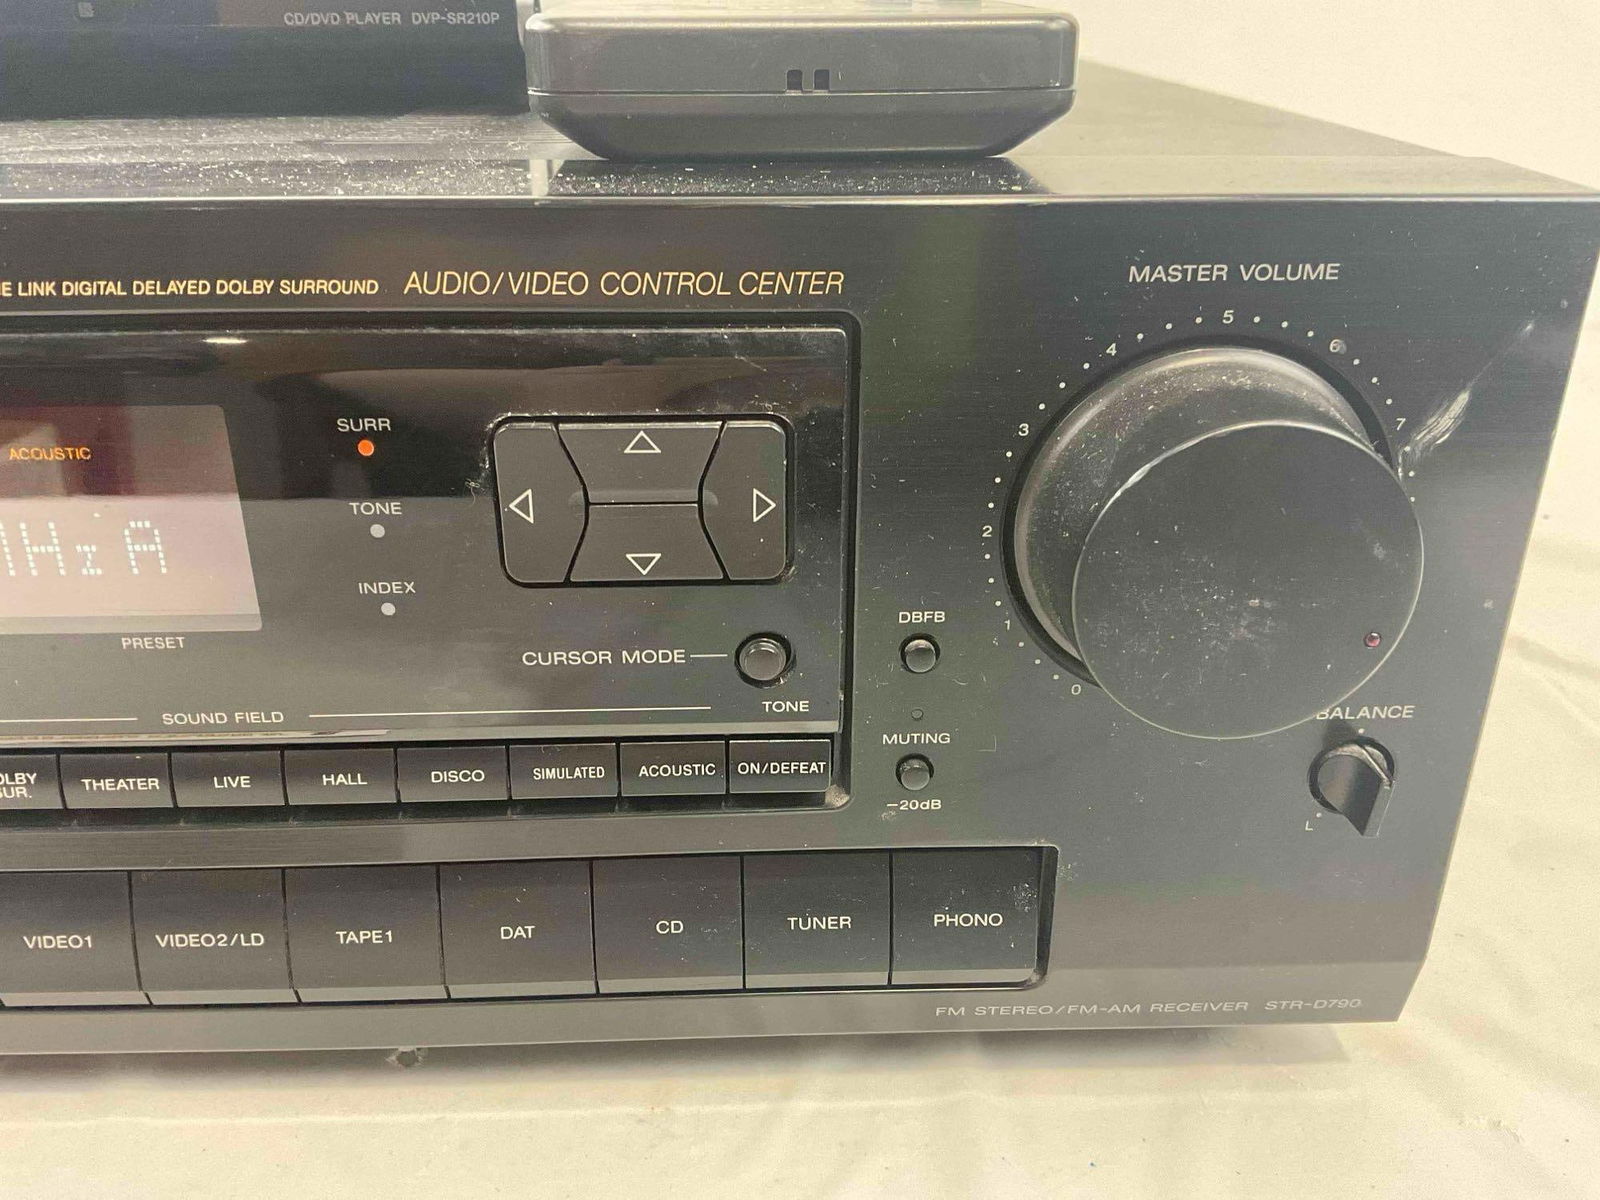 CD/DVD PLAYER DVP-SR210P
LINK DIGITAL DELAYED DOLBY SURROUND AUDIO/VIDEO CONTROL CENTER
MASTER VOLUME
0 1 2 3 4 5 6 7
ACOUSTIC
SURR
TONE
INDEX
PRESET
CURSOR MODE
TONE
DBFB
MUTING
-20dB
BALANCE
L
SOUND FIELD
SUR.
THEATER
LIVE
HALL
DISCO
SIMULATED
ACOUSTIC
ON/DEFEAT
VIDEO1
VIDEO2/LD
TAPE1
DAT
CD
TUNER
PHONO
FM STEREO/FM-AM RECEIVER STR-D790